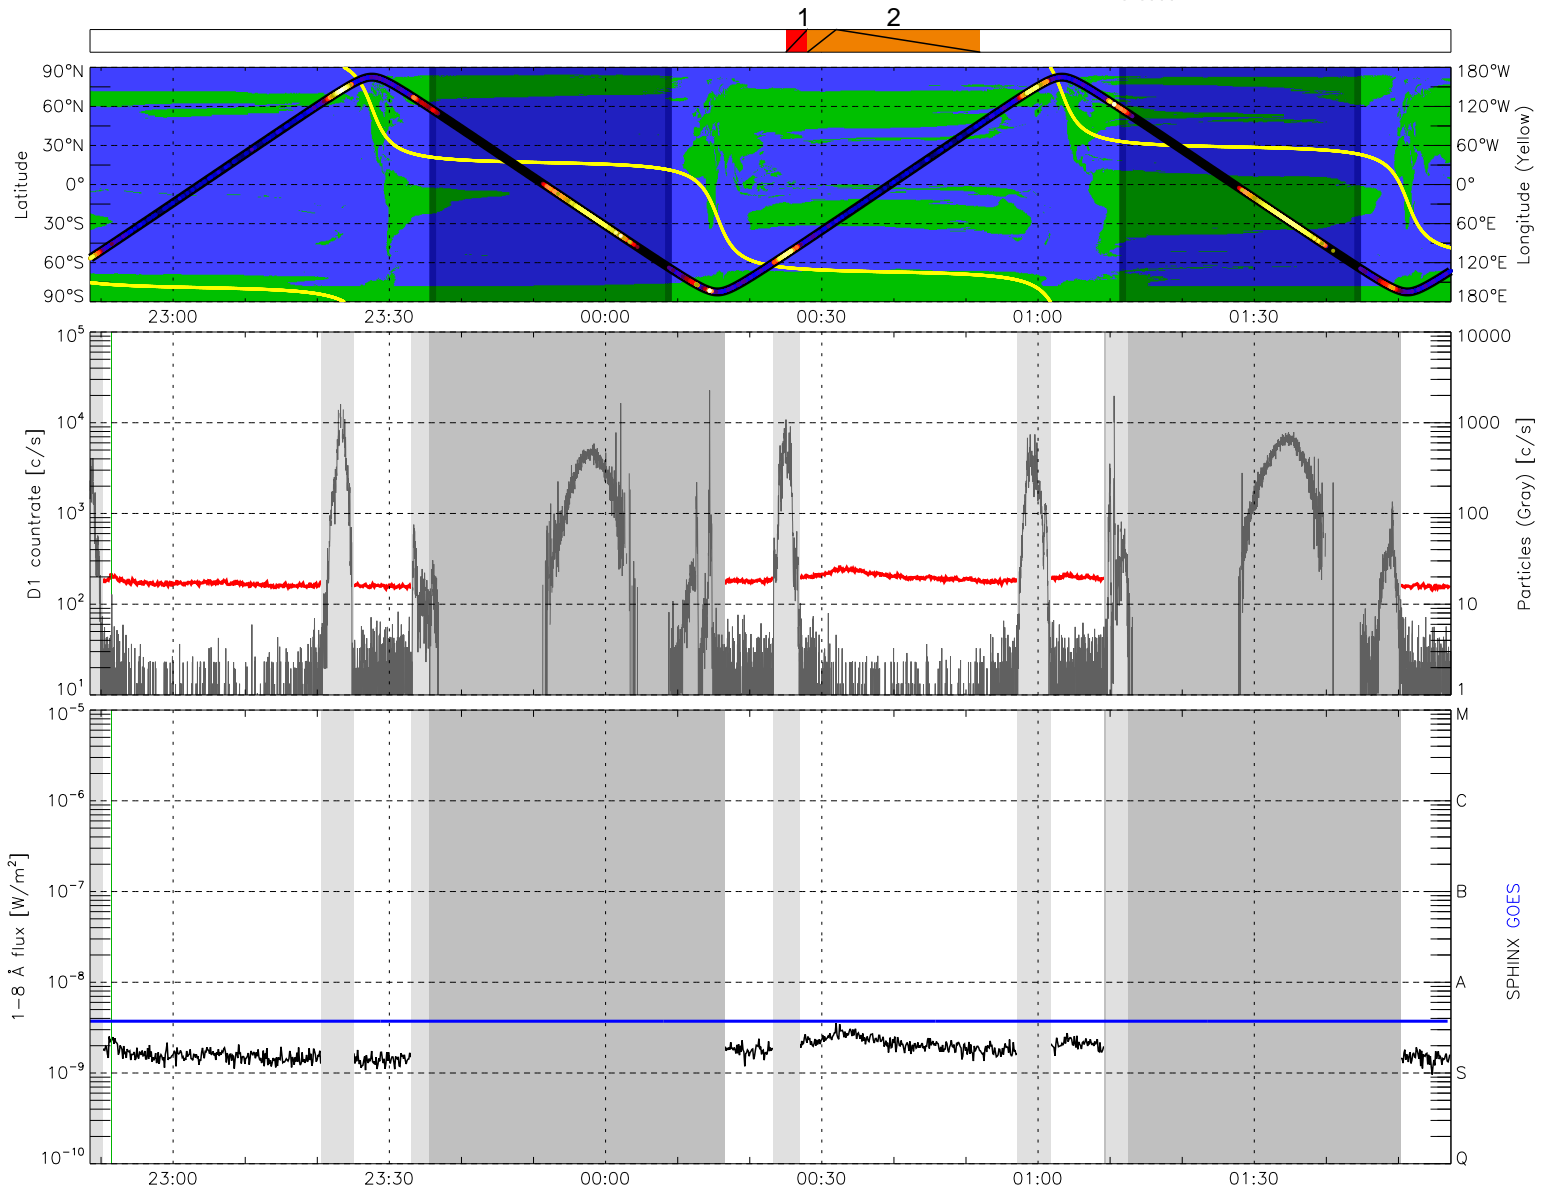 1 2
90°N
60°N
30°N
0°
30°S
60°S
90°S
Latitude
180°W
120°W
60°W
0°
60°E
120°E
180°E
Longitude (Yellow)
23:00 23:30 00:00 00:30 01:00 01:30
10^5
10^4
10^3
10^2
10^1
D1 countrate [c/s]
10000
1000
100
10
1
Particles (Gray) [c/s]
10^-5
10^-6
10^-7
10^-8
10^-9
10^-10
1-8 Å flux [W/m^2]
M
C
B
A
S
Q
SPHINX GOES
23:00 23:30 00:00 00:30 01:00 01:30